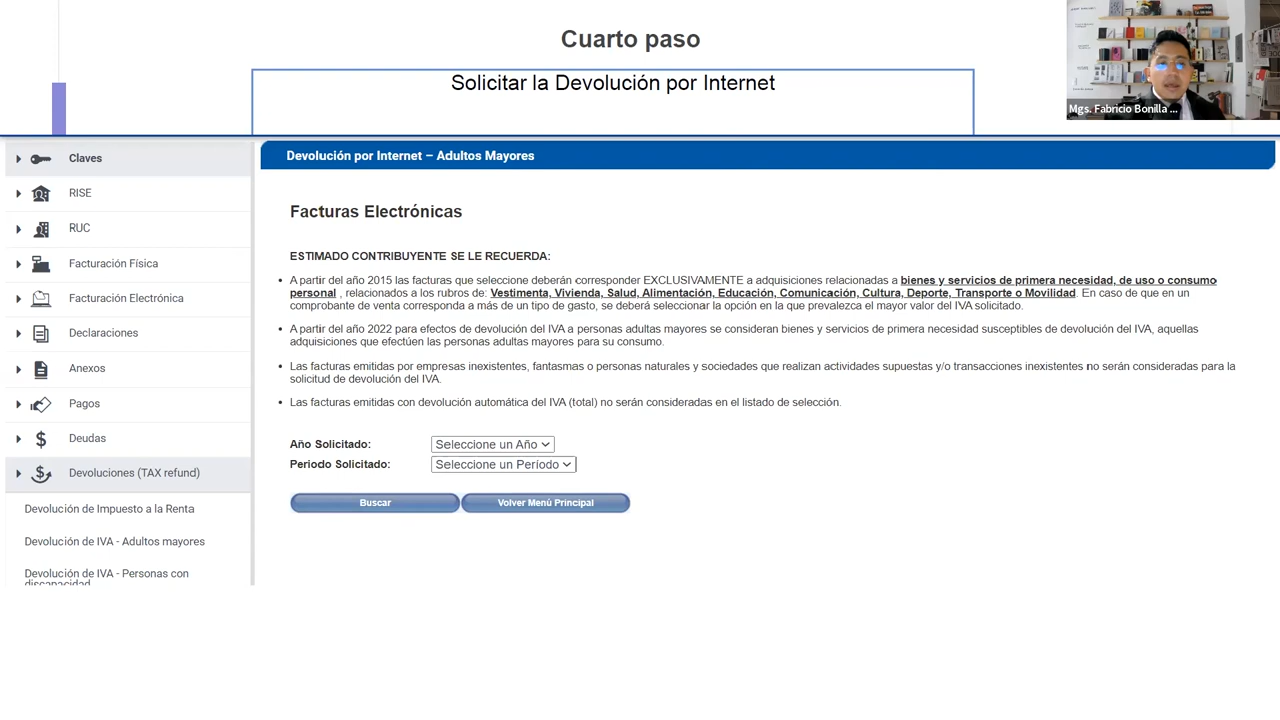 Cuarto paso
Solicitar la Devolución por Internet
Mgs. Fabricio Bonilla ...
Claves
RISE
RUC
Facturación Física
Facturación Electrónica
Declaraciones
Anexos
Pagos
Deudas
Devoluciones (TAX refund)
Devolución de Impuesto a la Renta
Devolución de IVA - Adultos mayores
Devolución de IVA - Personas con
discapacidad
Devolución por Internet – Adultos Mayores
Facturas Electrónicas
ESTIMADO CONTRIBUYENTE SE LE RECUERDA:
• A partir del año 2015 las facturas que seleccione deberán corresponder EXCLUSIVAMENTE a adquisiciones relacionadas a bienes y servicios de primera necesidad, de uso o consumo
personal , relacionados a los rubros de: Vestimenta, Vivienda, Salud, Alimentación, Educación, Comunicación, Cultura, Deporte, Transporte o Movilidad. En caso de que en un
comprobante de venta corresponda a más de un tipo de gasto, se deberá seleccionar la opción en la que prevalezca el mayor valor del IVA solicitado.
• A partir del año 2022 para efectos de devolución del IVA a personas adultas mayores se consideran bienes y servicios de primera necesidad susceptibles de devolución del IVA, aquellas
adquisiciones que efectúen las personas adultas mayores para su consumo.
• Las facturas emitidas por empresas inexistentes, fantasmas o personas naturales y sociedades que realizan actividades supuestas y/o transacciones inexistentes no serán consideradas para la
solicitud de devolución del IVA.
• Las facturas emitidas con devolución automática del IVA (total) no serán consideradas en el listado de selección.
Año Solicitado: Seleccione un Año
Periodo Solicitado: Seleccione un Período
Buscar Volver Menú Principal